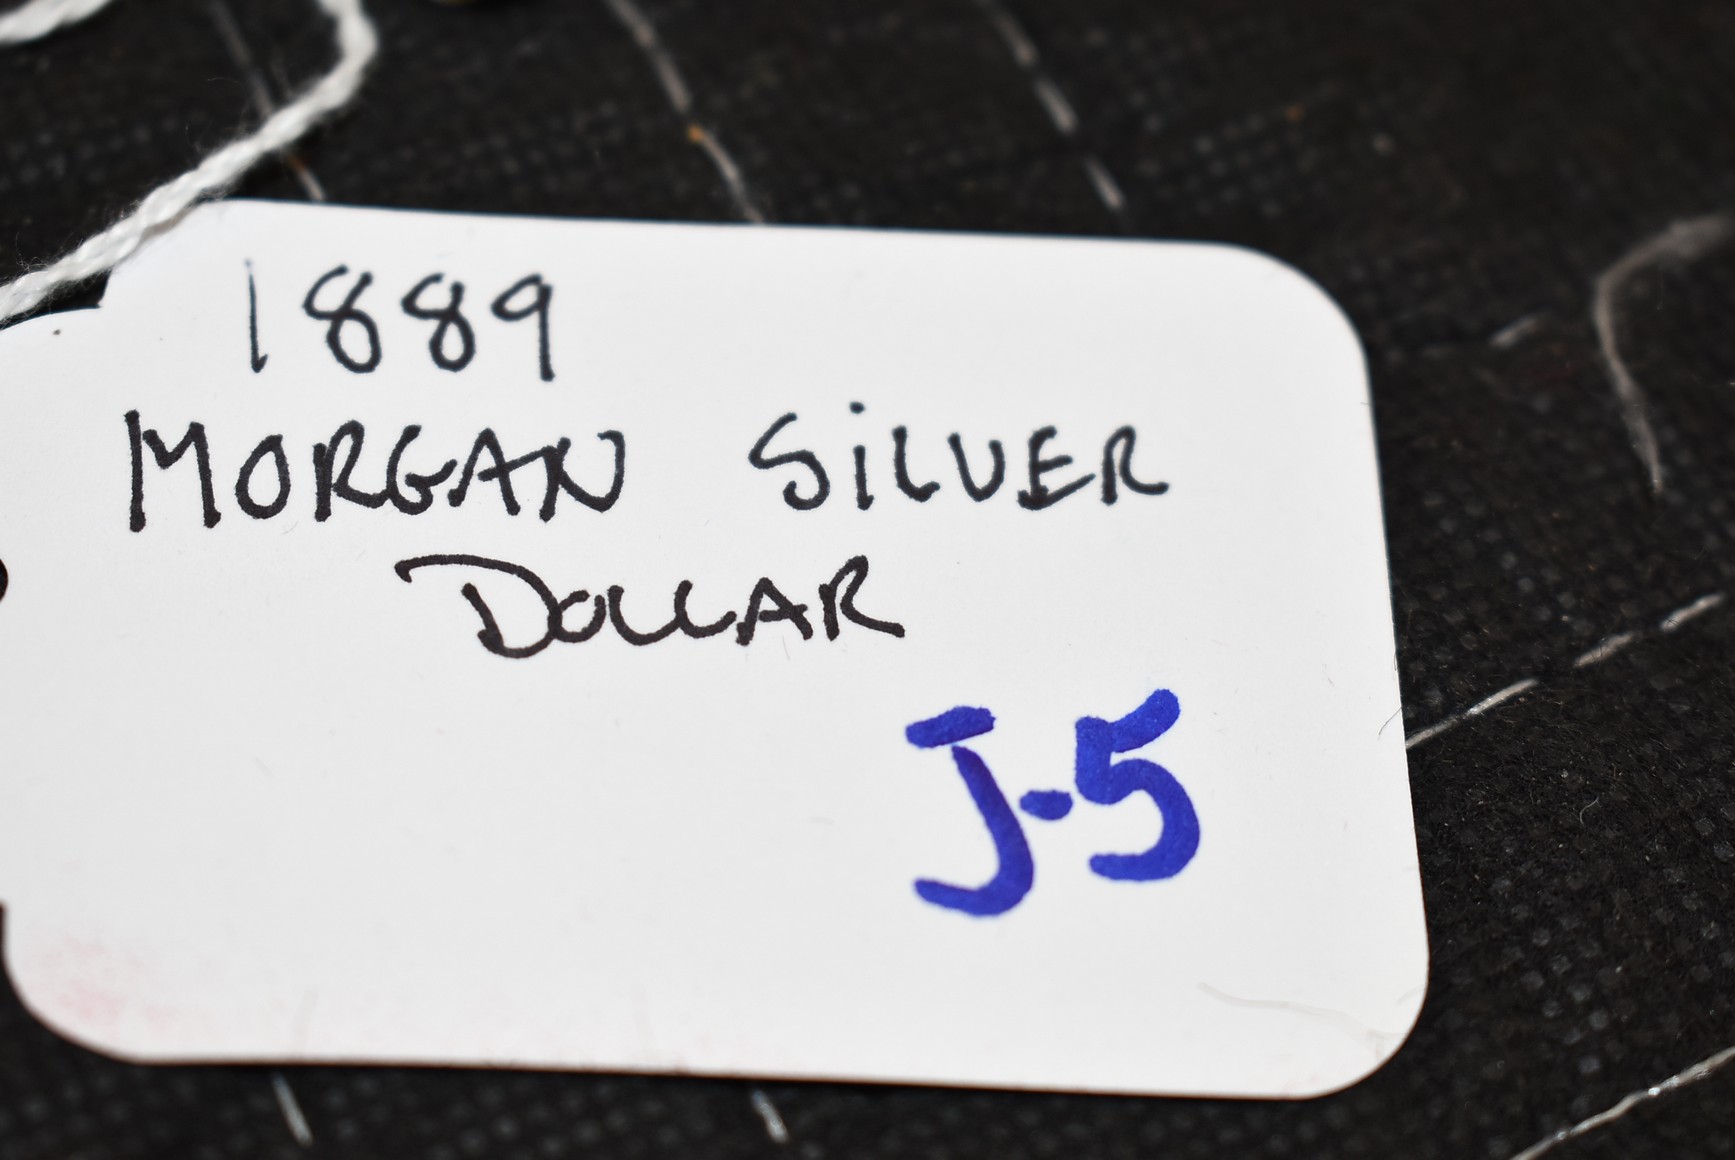 1889
MORGAN SiLVER
DOLLAR
J-5